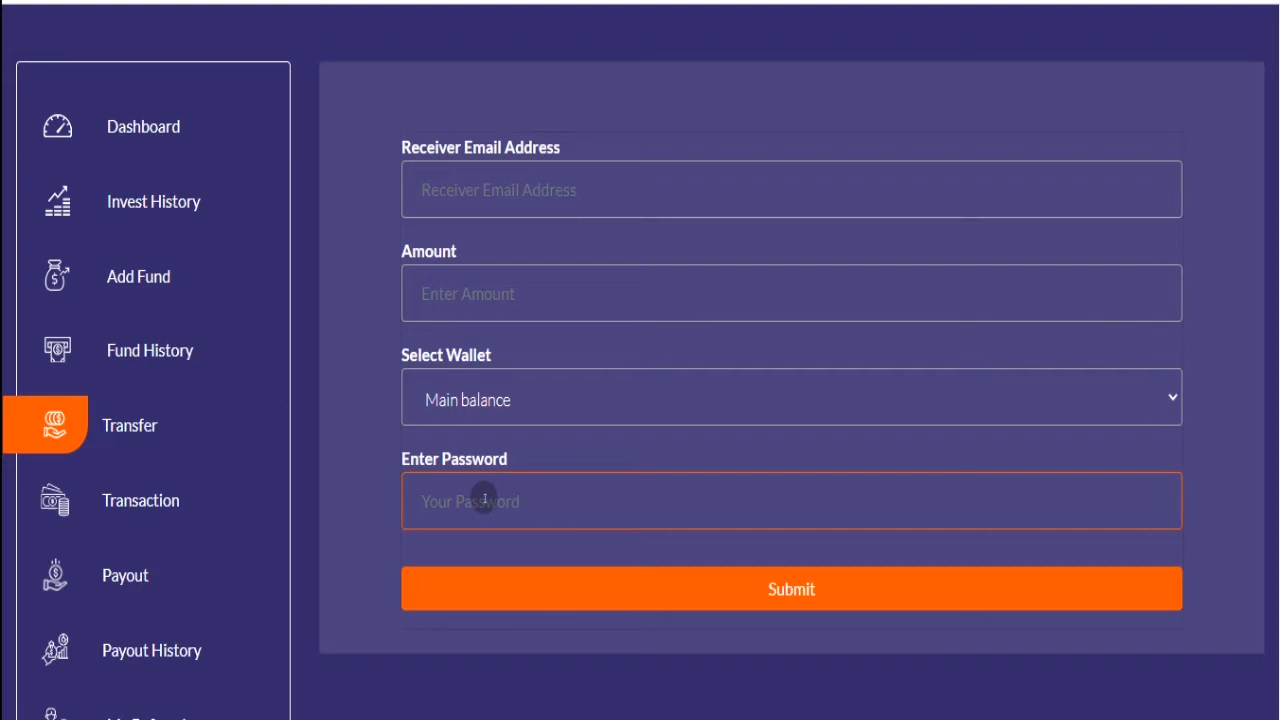 Dashboard
Invest History
Add Fund
Fund History
Transfer
Transaction
Payout
Payout History
Receiver Email Address
Receiver Email Address
Amount
Enter Amount
Select Wallet
Main balance
Enter Password
Your Password
Submit